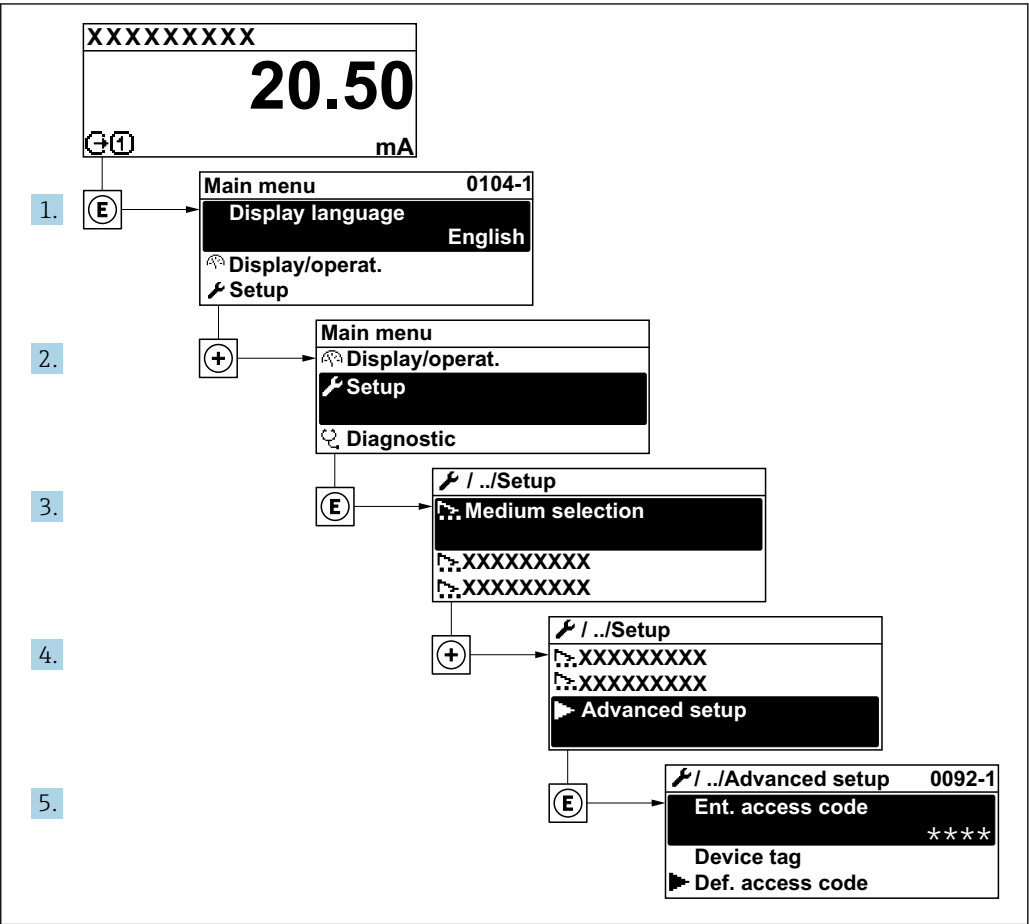 XXXXXXXXX
20.50
1 mA
1. E
Main menu 0104-1
Display language
English
Display/operat.
Setup
2. +
Main menu
Display/operat.
Setup
Diagnostic
3. E
/ ../Setup
Medium selection
XXXXXXXXX
XXXXXXXXX
4. +
/ ../Setup
XXXXXXXXX
XXXXXXXXX
Advanced setup
5. E
/ ../Advanced setup 0092-1
Ent. access code
****
Device tag
Def. access code